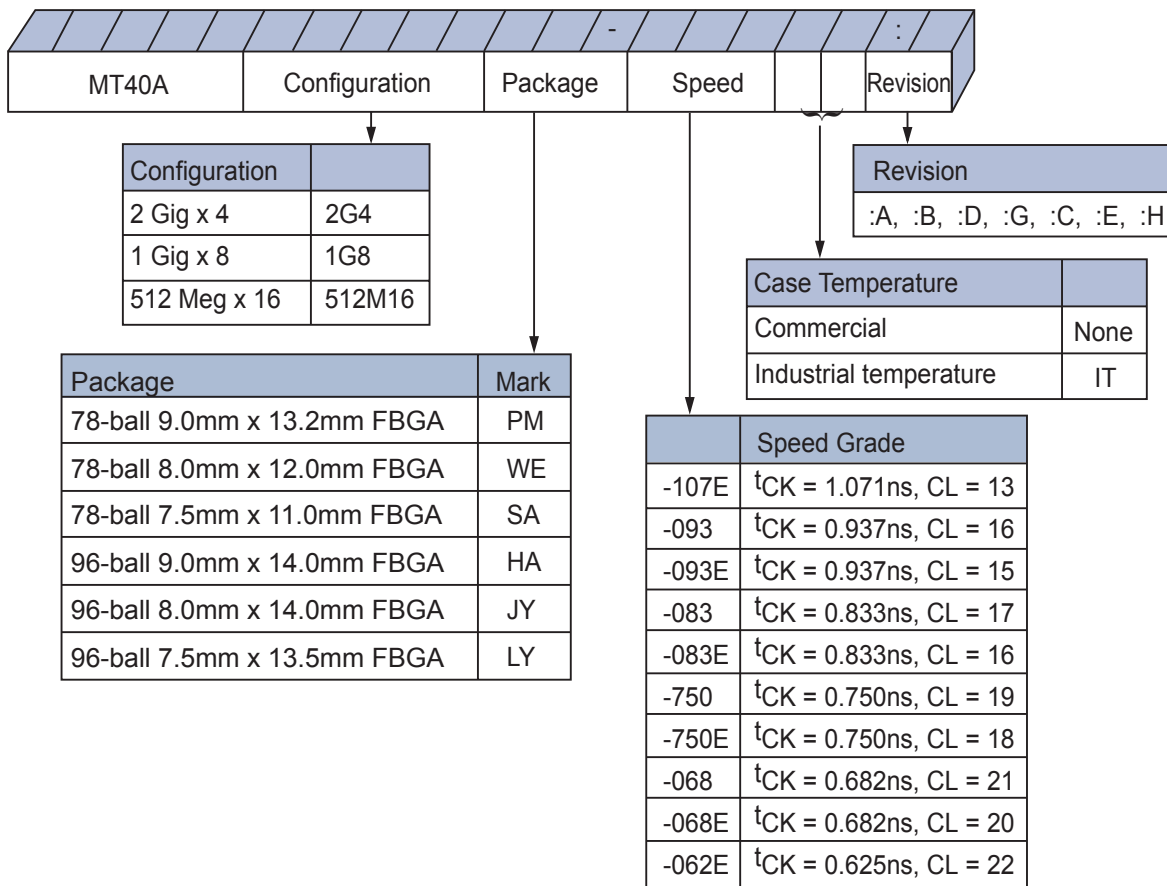 - :
MT40A Configuration Package Speed Revision
Configuration
2 Gig x 4 2G4
1 Gig x 8 1G8
512 Meg x 16 512M16
Revision
:A, :B, :D, :G, :C, :E, :H
Case Temperature
Commercial None
Industrial temperature IT
Package Mark
78-ball 9.0mm x 13.2mm FBGA PM
78-ball 8.0mm x 12.0mm FBGA WE
78-ball 7.5mm x 11.0mm FBGA SA
96-ball 9.0mm x 14.0mm FBGA HA
96-ball 8.0mm x 14.0mm FBGA JY
96-ball 7.5mm x 13.5mm FBGA LY
Speed Grade
-107E tCK = 1.071ns, CL = 13
-093 tCK = 0.937ns, CL = 16
-093E tCK = 0.937ns, CL = 15
-083 tCK = 0.833ns, CL = 17
-083E tCK = 0.833ns, CL = 16
-750 tCK = 0.750ns, CL = 19
-750E tCK = 0.750ns, CL = 18
-068 tCK = 0.682ns, CL = 21
-068E tCK = 0.682ns, CL = 20
-062E tCK = 0.625ns, CL = 22